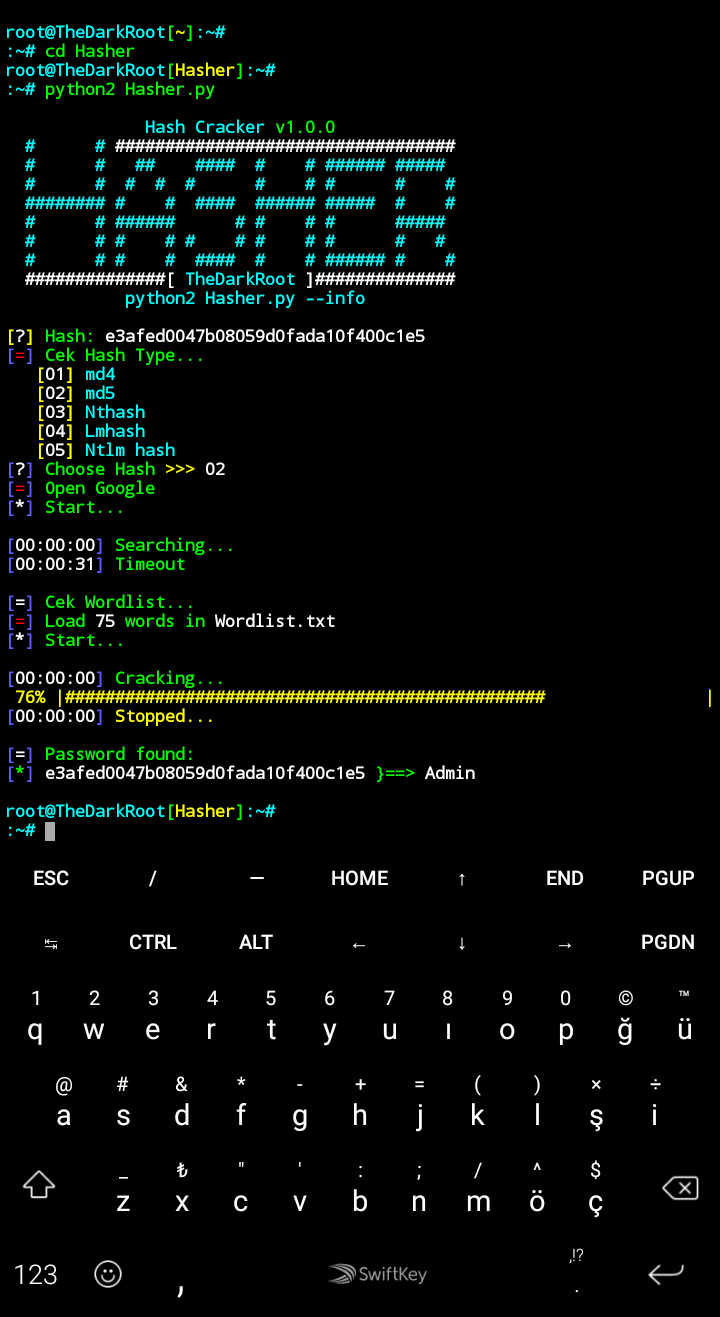 root@TheDarkRoot[~]:~#
:~# cd Hasher
root@TheDarkRoot[Hasher]:~#
:~# python2 Hasher.py
Hash Cracker v1.0.0
HASHER
[ TheDarkRoot ]
python2 Hasher.py --info
[?] Hash: e3afed0047b08059d0fada10f400c1e5
[=] Cek Hash Type...
[01] md4
[02] md5
[03] Nthash
[04] Lmhash
[05] Ntlm hash
[?] Choose Hash >>> 02
[=] Open Google
[*] Start...
[00:00:00] Searching...
[00:00:31] Timeout
[=] Cek Wordlist...
[=] Load 75 words in Wordlist.txt
[*] Start...
[00:00:00] Cracking...
76% |################################################ |
[00:00:00] Stopped...
[=] Password found:
[*] e3afed0047b08059d0fada10f400c1e5 }==> Admin
root@TheDarkRoot[Hasher]:~#
:~#
ESC / — HOME ↑ END PGUP
↹ CTRL ALT ← ↓ → PGDN
1 2 3 4 5 6 7 8 9 0 © ™
q w e r t y u ı o p ğ ü
@ # & * - + = ( ) × ÷
a s d f g h j k l ş i
_ ₺ " ' : ; / ^ $
z x c v b n m ö ç
,!?
123 , SwiftKey .